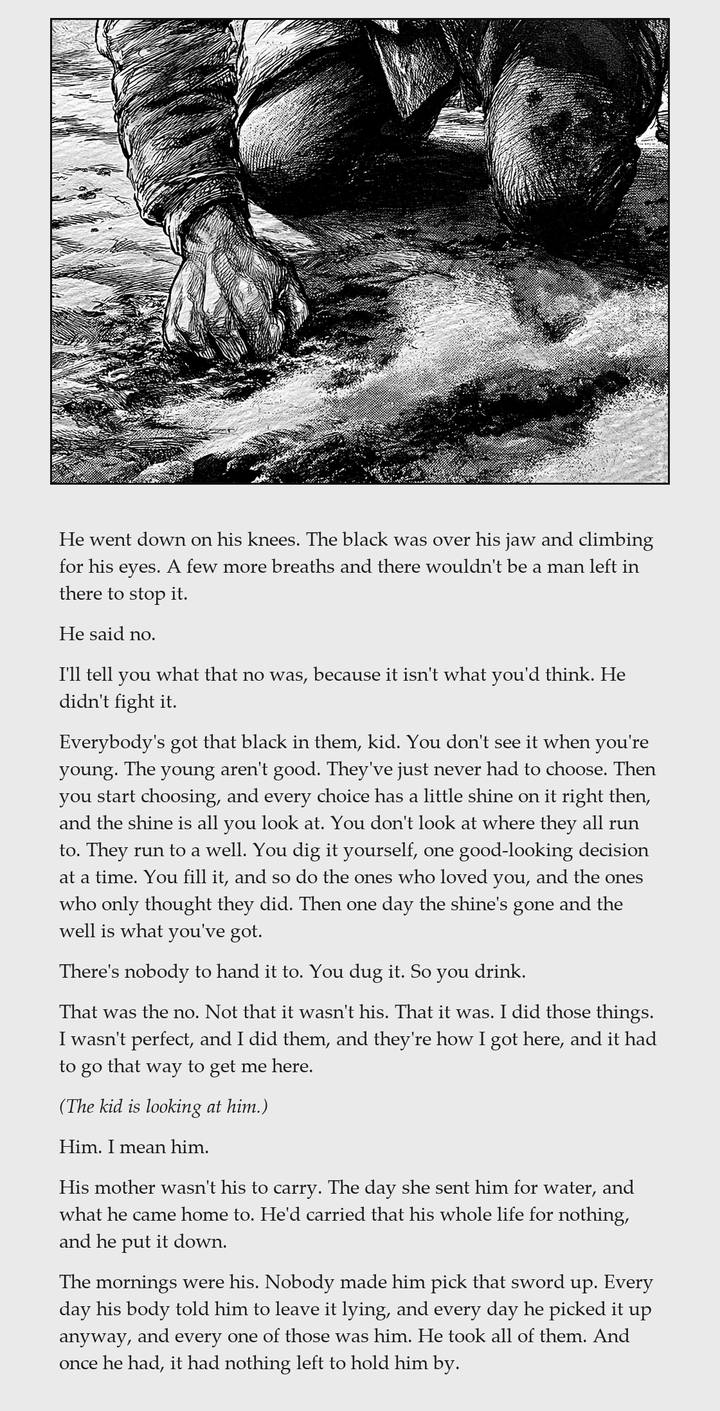 He went down on his knees. The black was over his jaw and climbing
for his eyes. A few more breaths and there wouldn't be a man left in
there to stop it.
He said no.
I'll tell you what that no was, because it isn't what you'd think. He
didn't fight it.
Everybody's got that black in them, kid. You don't see it when you're
young. The young aren't good. They've just never had to choose. Then
you start choosing, and every choice has a little shine on it right then,
and the shine is all you look at. You don't look at where they all run
to. They run to a well. You dig it yourself, one good-looking decision
at a time. You fill it, and so do the ones who loved you, and the ones
who only thought they did. Then one day the shine's gone and the
well is what you've got.
There's nobody to hand it to. You dug it. So you drink.
That was the no. Not that it wasn't his. That it was. I did those things.
I wasn't perfect, and I did them, and they're how I got here, and it had
to go that way to get me here.
(The kid is looking at him.)
Him. I mean him.
His mother wasn't his to carry. The day she sent him for water, and
what he came home to. He'd carried that his whole life for nothing,
and he put it down.
The mornings were his. Nobody made him pick that sword up. Every
day his body told him to leave it lying, and every day he picked it up
anyway, and every one of those was him. He took all of them. And
once he had, it had nothing left to hold him by.